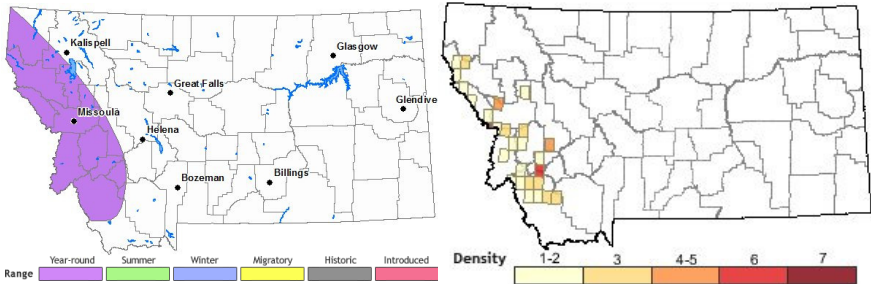 Kalispell
Glasgow
Great Falls
Glendive
Missoula
Helena
Bozeman
Billings
Range Year-round Summer Winter Migratory Historic Introduced
Density 1-2 3 4-5 6 7